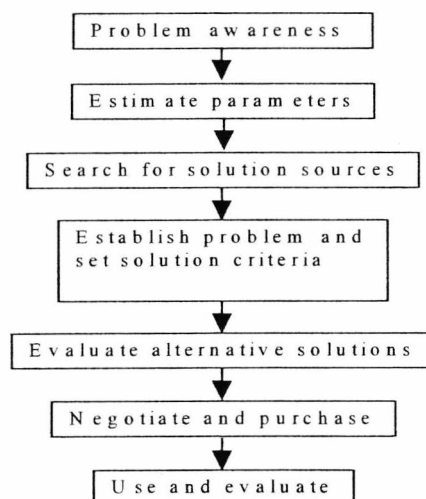 Problem awareness
Estimate parameters
Search for solution sources
Establish problem and
set solution criteria
Evaluate alternative solutions
Negotiate and purchase
Use and evaluate